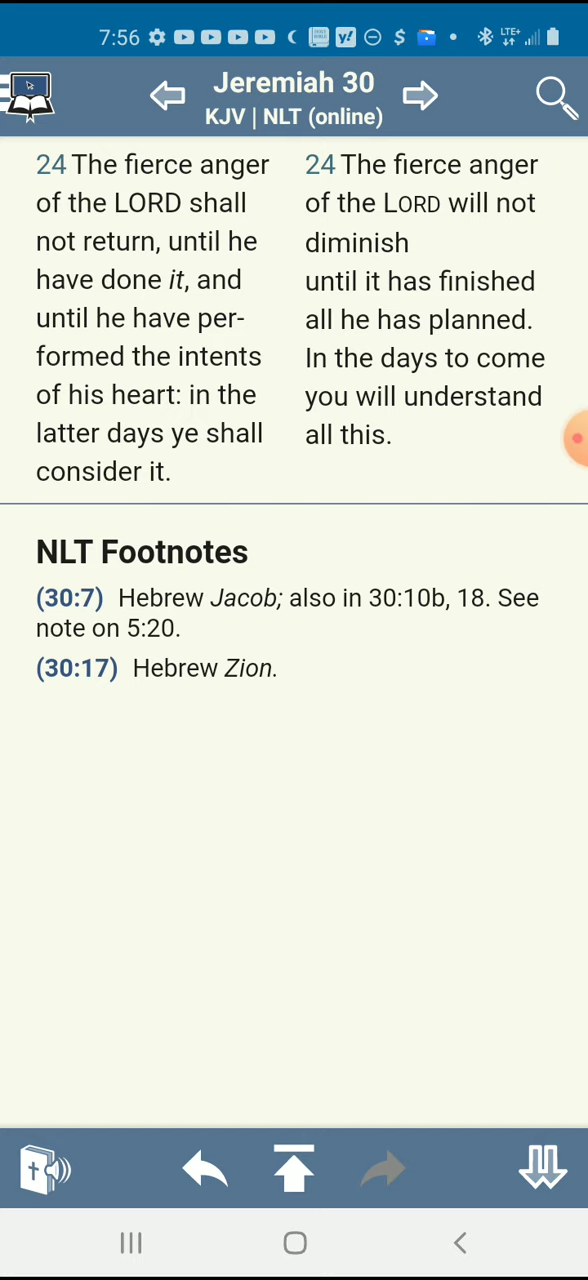 7:56
LTE+
Jeremiah 30
KJV | NLT (online)
24 The fierce anger
of the LORD shall
not return, until he
have done it, and
until he have per-
formed the intents
of his heart: in the
latter days ye shall
consider it.
24 The fierce anger
of the LORD will not
diminish
until it has finished
all he has planned.
In the days to come
you will understand
all this.
NLT Footnotes
(30:7) Hebrew Jacob; also in 30:10b, 18. See
note on 5:20.
(30:17) Hebrew Zion.